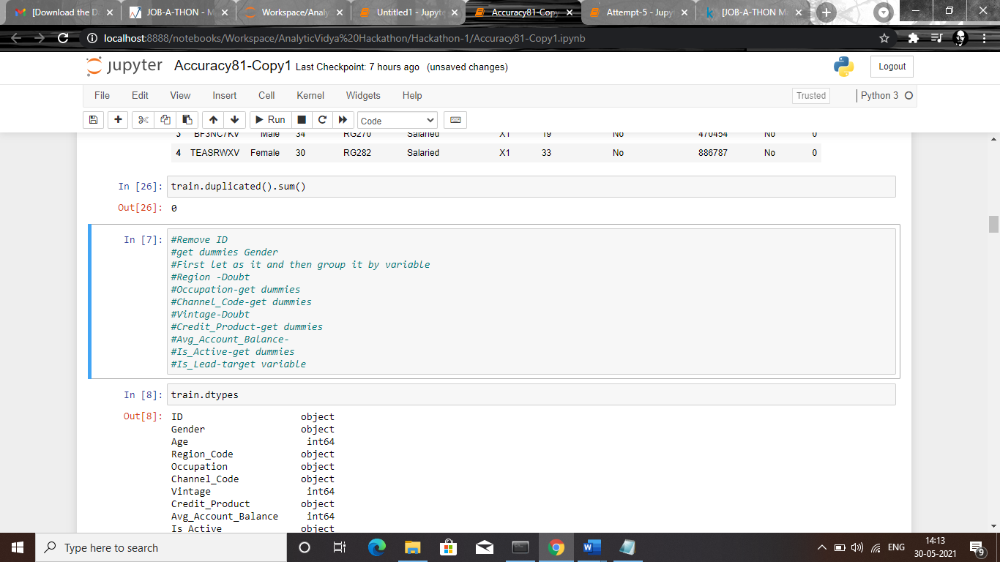 [Download the Da
JOB-A-THON - M
Workspace/Analy
Untitled1 - Jupyte
Accuracy81-Copy
Attempt-5 - Jupy
[JOB-A-THON Ma
localhost:8888/notebooks/Workspace/AnalyticVidya%20Hackathon/Hackathon-1/Accuracy81-Copy1.ipynb
jupyter Accuracy81-Copy1 Last Checkpoint: 7 hours ago (unsaved changes) Logout
File Edit View Insert Cell Kernel Widgets Help Trusted Python 3
Run Code
3 BF3NC7KV Male 34 RG270 Salaried X1 19 No 470454 No 0
4 TEASRWXV Female 30 RG282 Salaried X1 33 No 886787 No 0
In [26]: train.duplicated().sum()
Out[26]: 0
In [7]: #Remove ID
#get dummies Gender
#First let as it and then group it by variable
#Region -Doubt
#Occupation-get dummies
#Channel_Code-get dummies
#Vintage-Doubt
#Credit_Product-get dummies
#Avg_Account_Balance-
#Is_Active-get dummies
#Is_Lead-target variable
In [8]: train.dtypes
Out[8]: ID object
Gender object
Age int64
Region_Code object
Occupation object
Channel_Code object
Vintage int64
Credit_Product object
Avg_Account_Balance int64
Is_Active object
Type here to search
ENG
14:13
30-05-2021
9